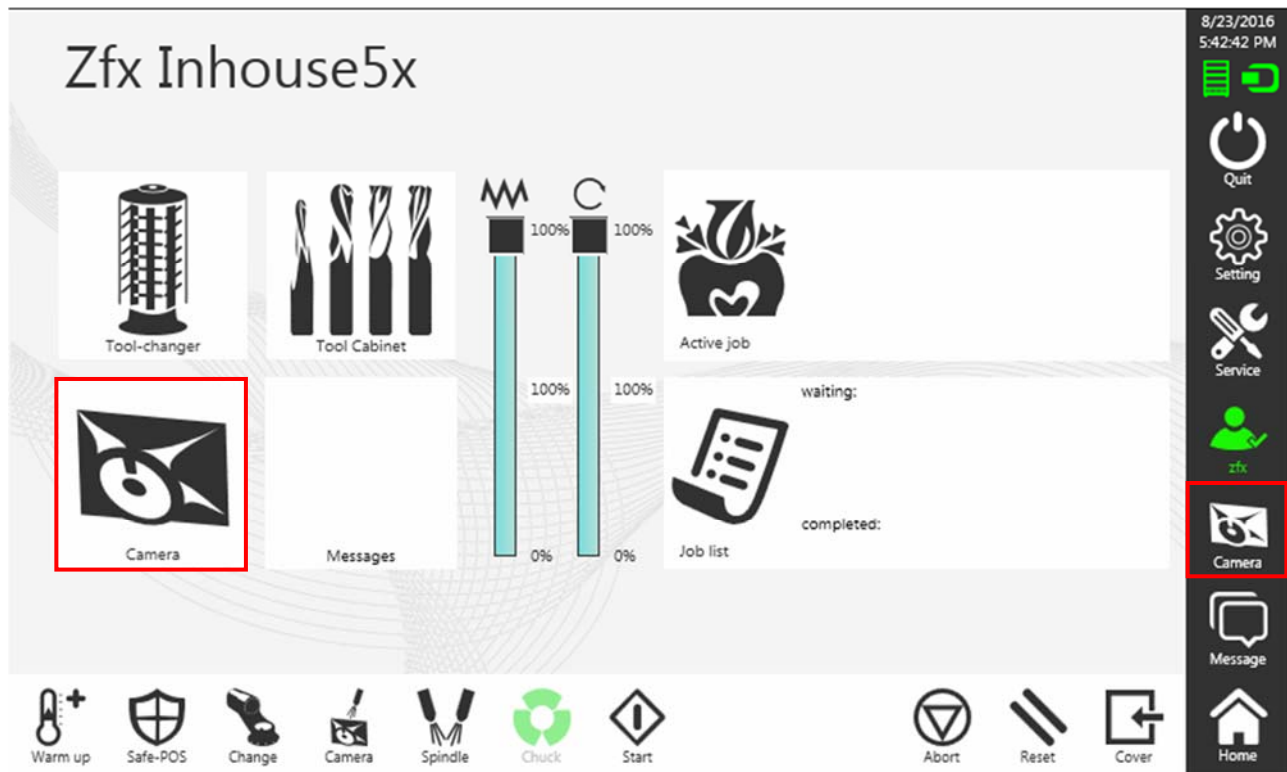 8/23/2016
5:42:42 PM
Zfx Inhouse5x
Quit
Setting
Service
zfx
Camera
Message
Home
Tool-changer
Tool Cabinet
100%
100%
Active job
Camera
Messages
100%
100%
0%
0%
waiting:
completed:
Job list
Warm up
Safe-POS
Change
Camera
Spindle
Chuck
Start
Abort
Reset
Cover